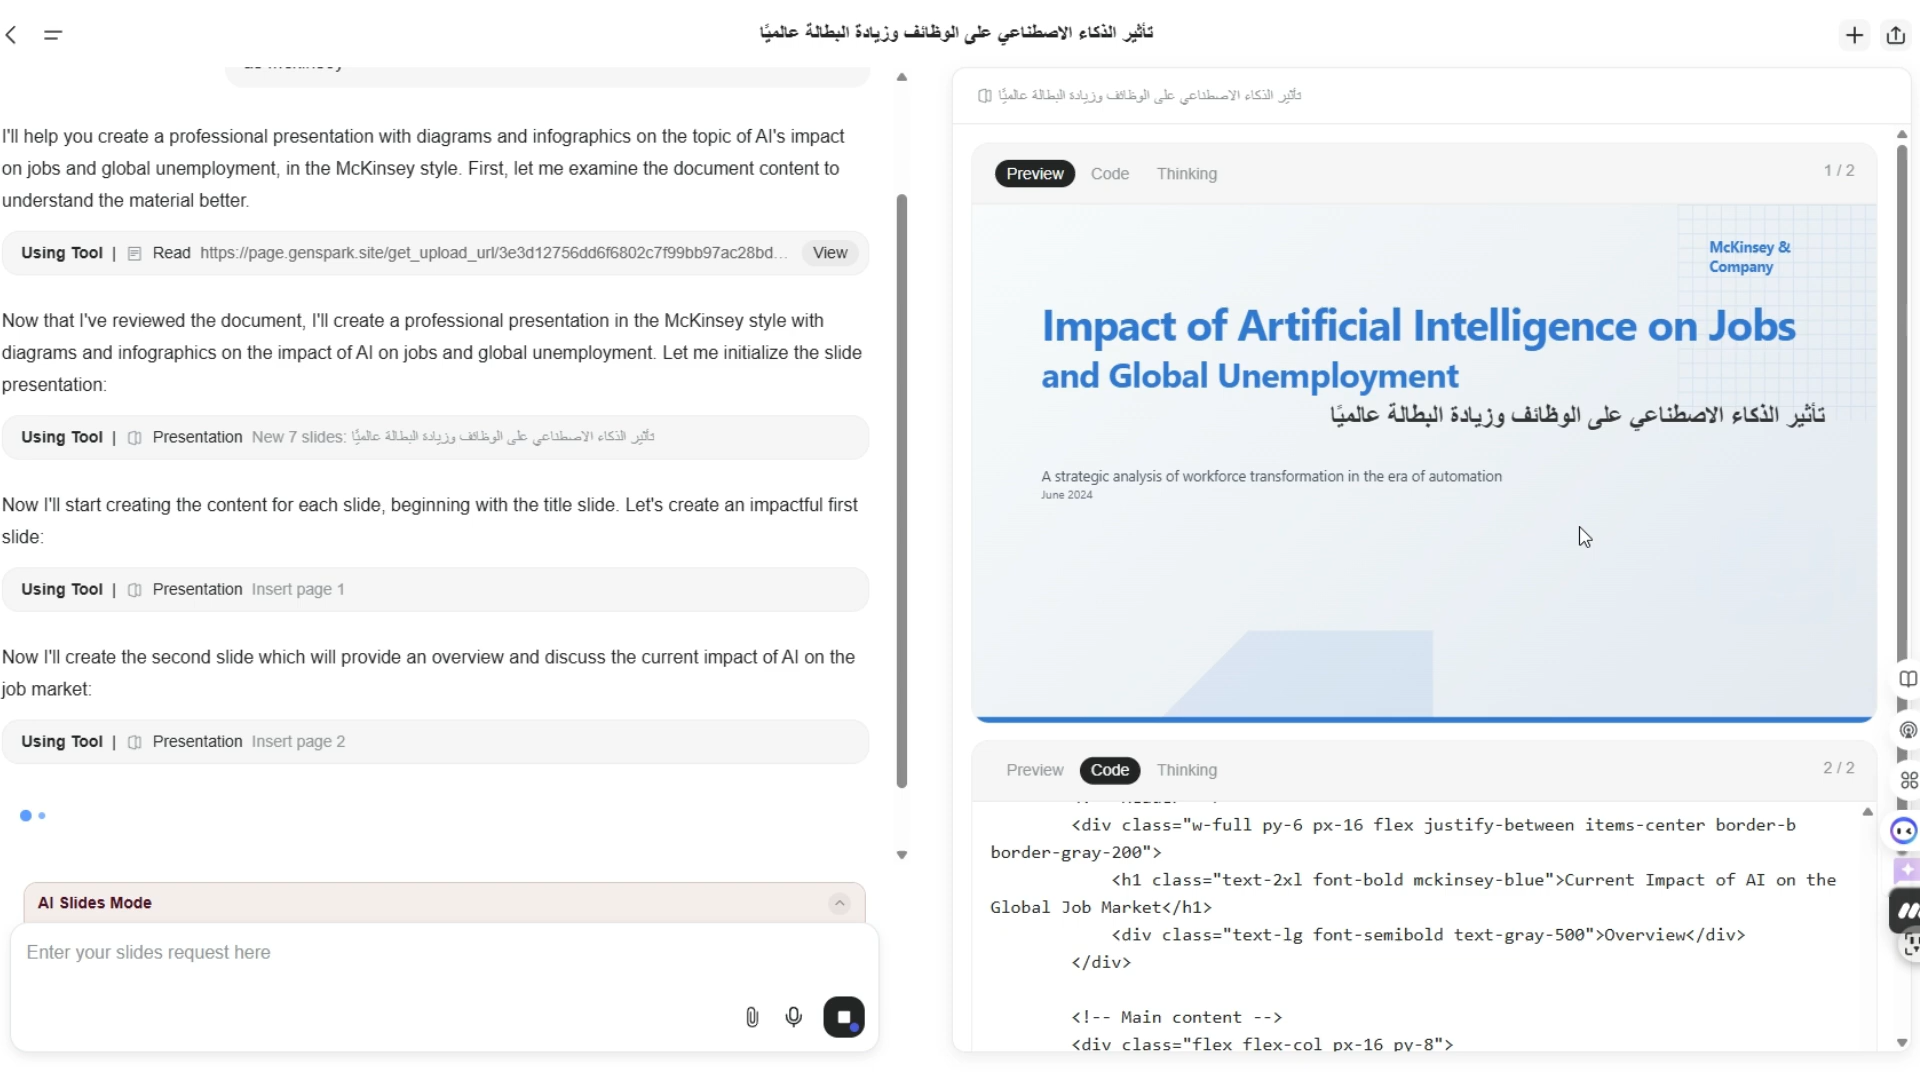 تأثير الذكاء الاصطناعي على الوظائف وزيادة البطالة عالميًا
I'll help you create a professional presentation with diagrams and infographics on the topic of AI's impact
on jobs and global unemployment, in the McKinsey style. First, let me examine the document content to
understand the material better.
Using Tool | Read https://page.genspark.site/get_upload_url/3e3d12756dd6f6802c7f99bb97ac28bd... View
Now that I've reviewed the document, I'll create a professional presentation in the McKinsey style with
diagrams and infographics on the impact of AI on jobs and global unemployment. Let me initialize the slide
presentation:
Using Tool | Presentation New 7 slides: تأثير الذكاء الاصطناعي على الوظائف وزيادة البطالة عالميًّا
Now I'll start creating the content for each slide, beginning with the title slide. Let's create an impactful first
slide:
Using Tool | Presentation Insert page 1
Now I'll create the second slide which will provide an overview and discuss the current impact of AI on the
job market:
Using Tool | Presentation Insert page 2
AI Slides Mode
Enter your slides request here
تأثير الذكاء الاصطناعي على الوظائف وزيادة البطالة عالميًّا
Preview Code Thinking 1 / 2
McKinsey &
Company
Impact of Artificial Intelligence on Jobs
and Global Unemployment
تأثير الذكاء الاصطناعي على الوظائف وزيادة البطالة عالميًا
A strategic analysis of workforce transformation in the era of automation
June 2024
Preview Code Thinking 2 / 2
<div class="w-full py-6 px-16 flex justify-between items-center border-b
border-gray-200">
<h1 class="text-2xl font-bold mckinsey-blue">Current Impact of AI on the
Global Job Market</h1>
<div class="text-lg font-semibold text-gray-500">Overview</div>
</div>
<!-- Main content -->
<div class="flex flex-col px-16 py-8">